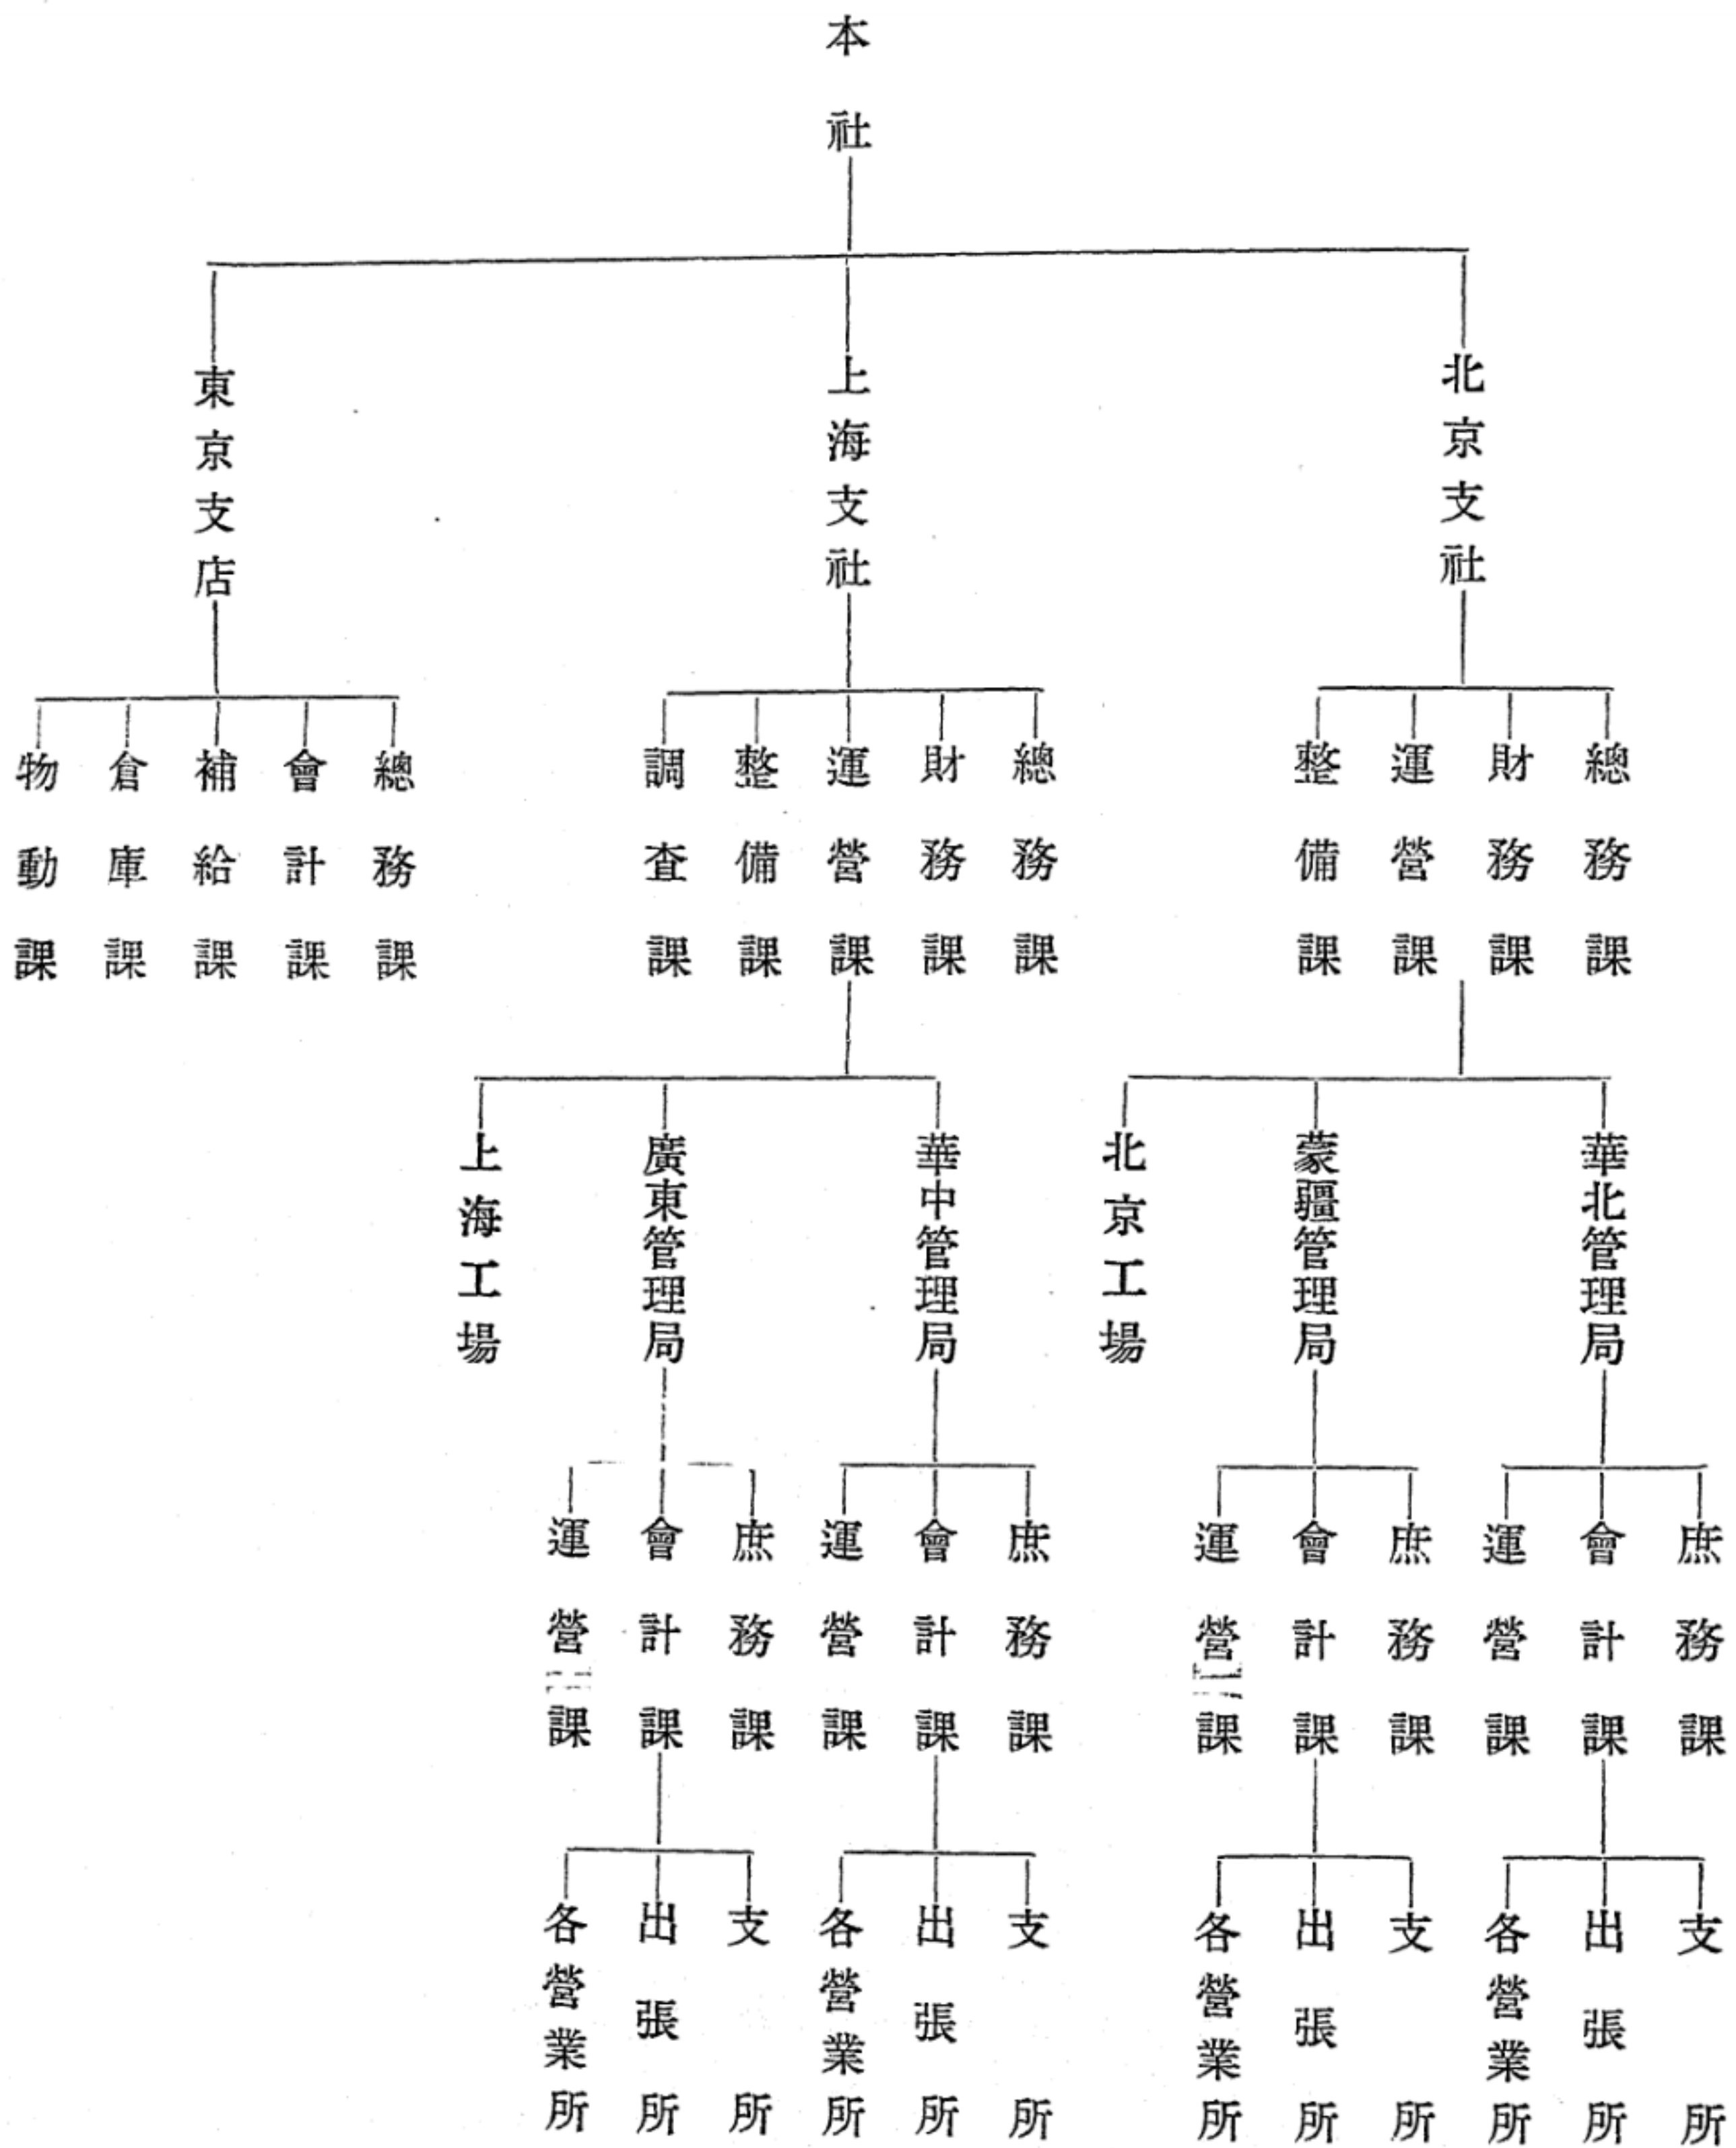 本社
北京支社
上海支社
東京支店
總務課
財務課
運營課
整備課
總務課
財務課
運營課
整備課
調查課
總務課
會計課
補給課
倉庫課
物動課
華北管理局
蒙疆管理局
北京工場
華中管理局
廣東管理局
上海工場
庶務課
會計課
運營課
庶務課
會計課
運營課
庶務課
會計課
運營課
庶務課
會計課
運營課
支所
出張所
各營業所
支所
出張所
各營業所
支所
出張所
各營業所
支所
出張所
各營業所